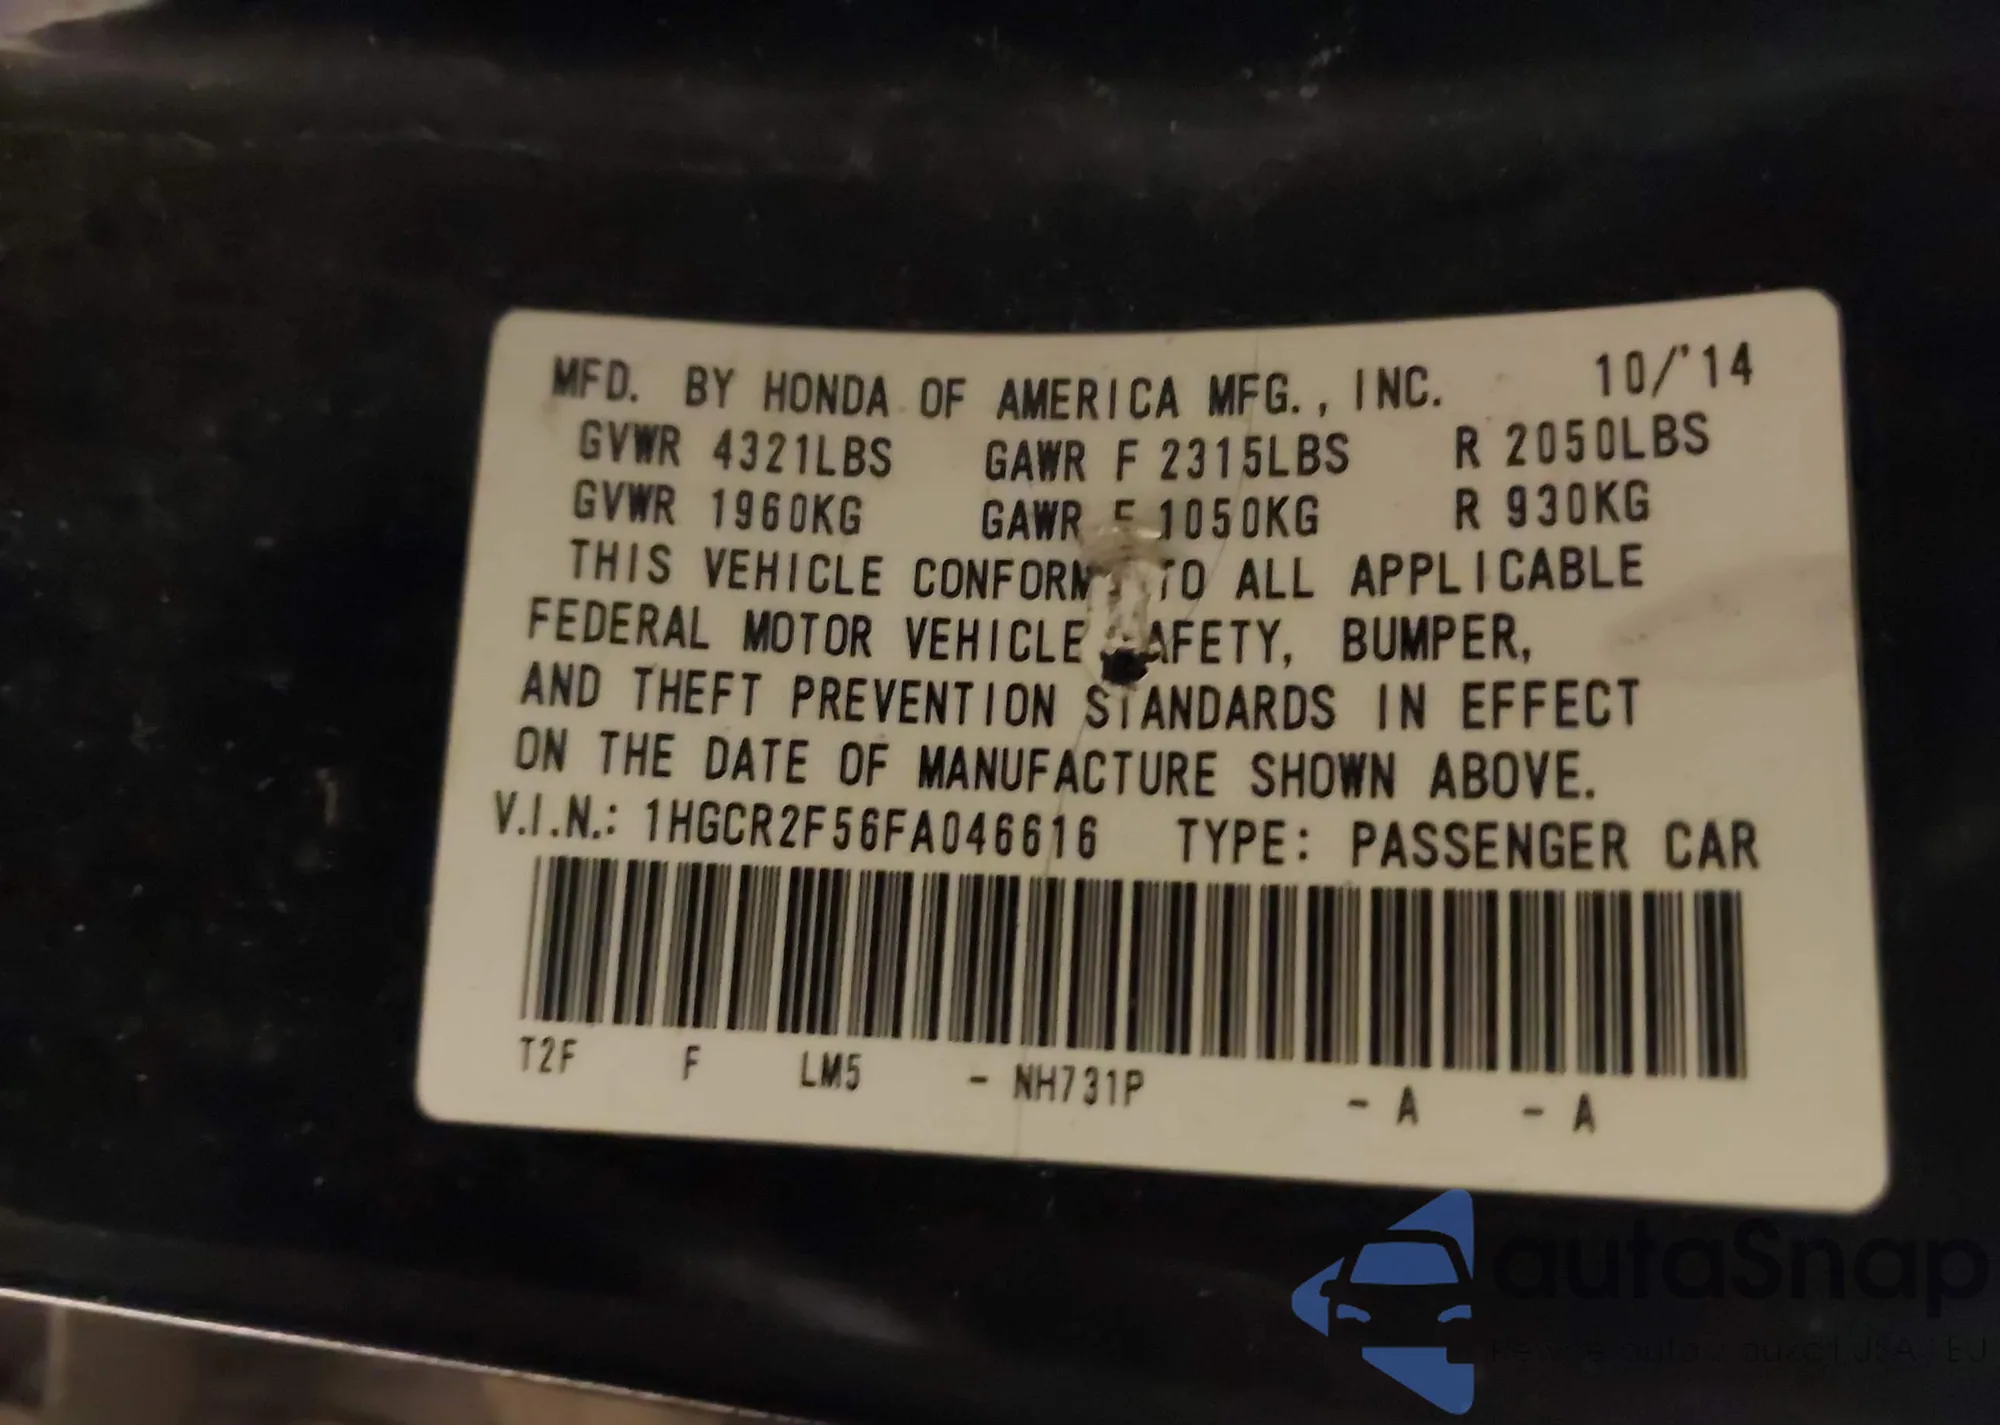 MFD. BY HONDA OF AMERICA MFG., INC. 10/'14
GVWR 4321LBS GAWR F 2315LBS R 2050LBS
GVWR 1960KG GAWR F 1050KG R 930KG
THIS VEHICLE CONFORMS TO ALL APPLICABLE
FEDERAL MOTOR VEHICLE SAFETY, BUMPER,
AND THEFT PREVENTION STANDARDS IN EFFECT
ON THE DATE OF MANUFACTURE SHOWN ABOVE.
V.I.N.: 1HGCR2F56FA046616 TYPE: PASSENGER CAR
T2F F LM5 - NH731P - A - A
autaSnap